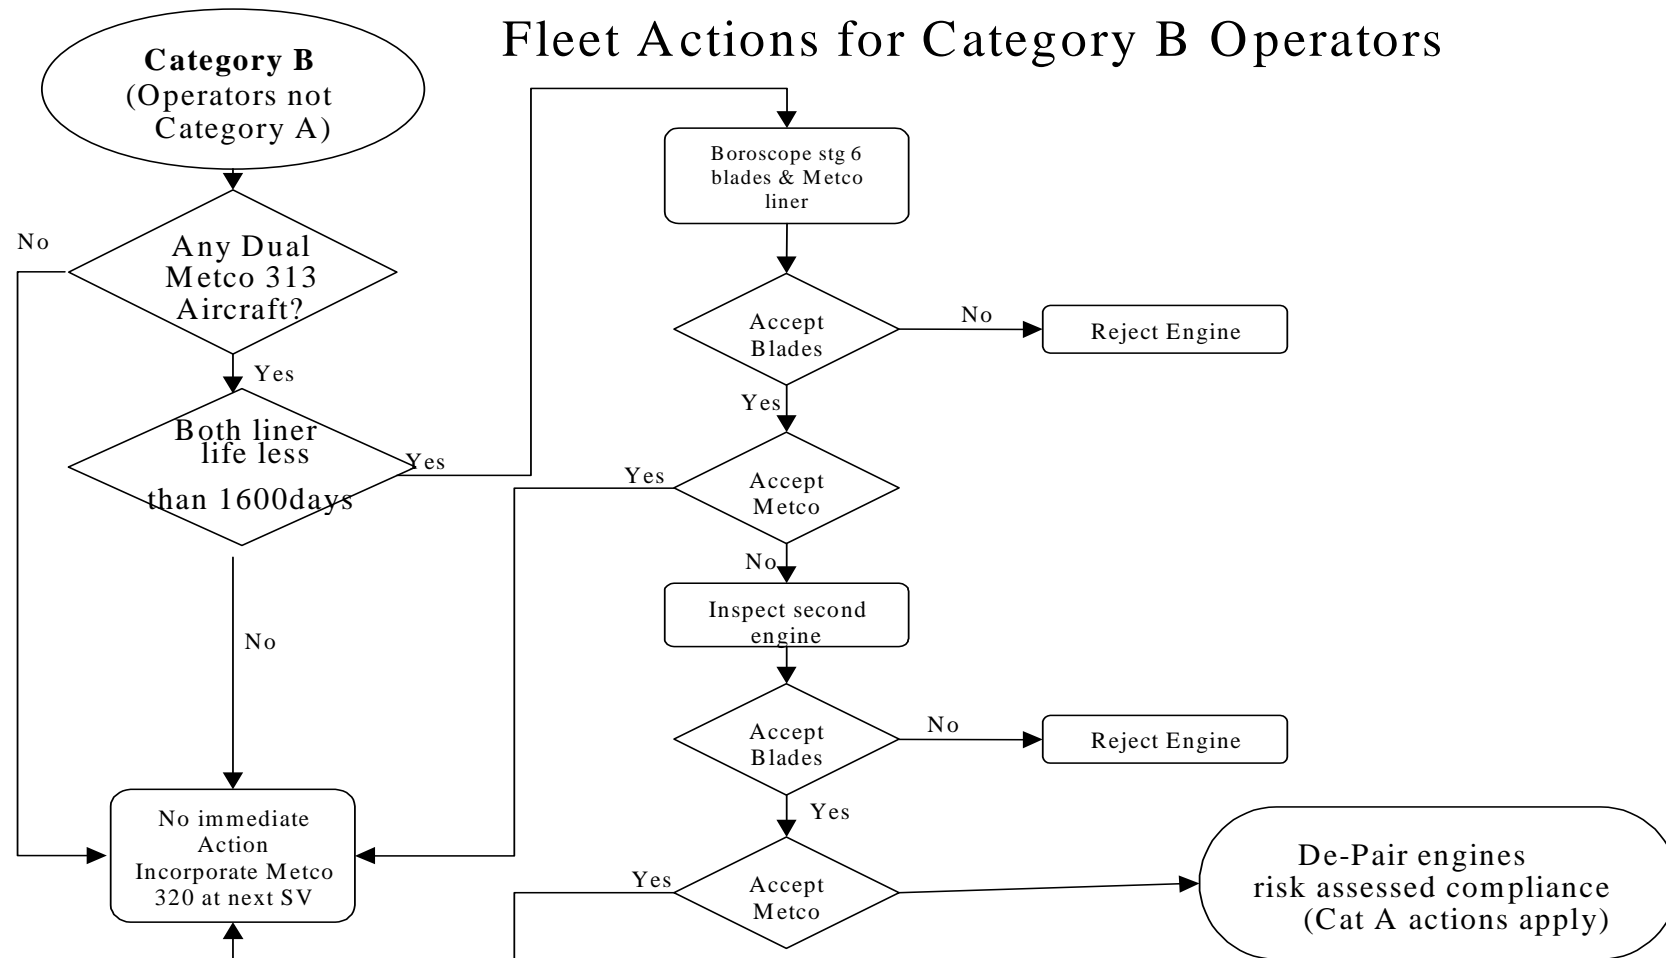 Fleet Actions for Category B Operators
Category B
(Operators not
Category A)
No
Any Dual
Metco 313
Aircraft?
Yes
Both liner
life less
than 1600days
Yes
No
No immediate
Action
Incorporate Metco
320 at next SV
Boroscope stg 6
blades & Metco
liner
Accept
Blades
No
Reject Engine
Yes
Accept
Metco
Yes
No
Inspect second
engine
Accept
Blades
No
Reject Engine
Yes
Accept
Metco
Yes
De-Pair engines
risk assessed compliance
(Cat A actions apply)